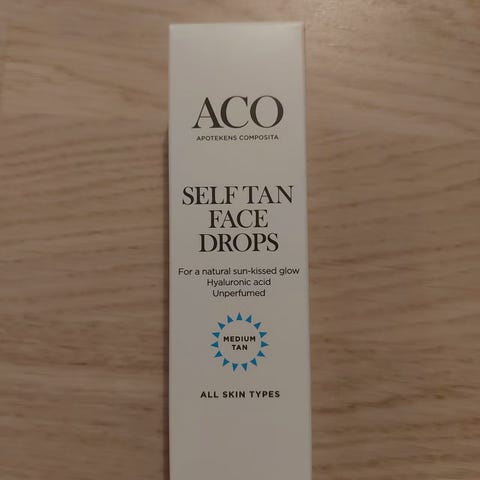 ACO
APOTEKENS COMPOSITA
SELF TAN
FACE
DROPS
For a natural sun-kissed glow
Hyaluronic acid
Unperfumed
MEDIUM
TAN
ALL SKIN TYPES